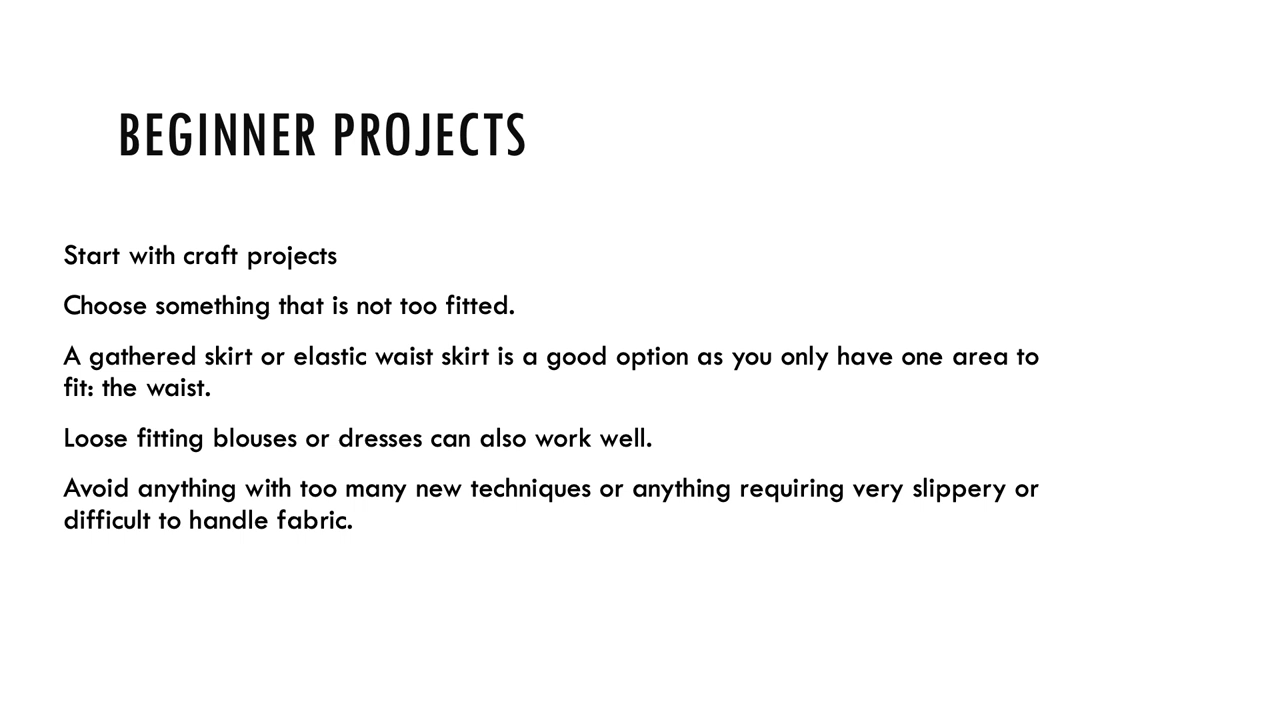 BEGINNER PROJECTS
Start with craft projects
Choose something that is not too fitted.
A gathered skirt or elastic waist skirt is a good option as you only have one area to
fit: the waist.
Loose fitting blouses or dresses can also work well.
Avoid anything with too many new techniques or anything requiring very slippery or
difficult to handle fabric.